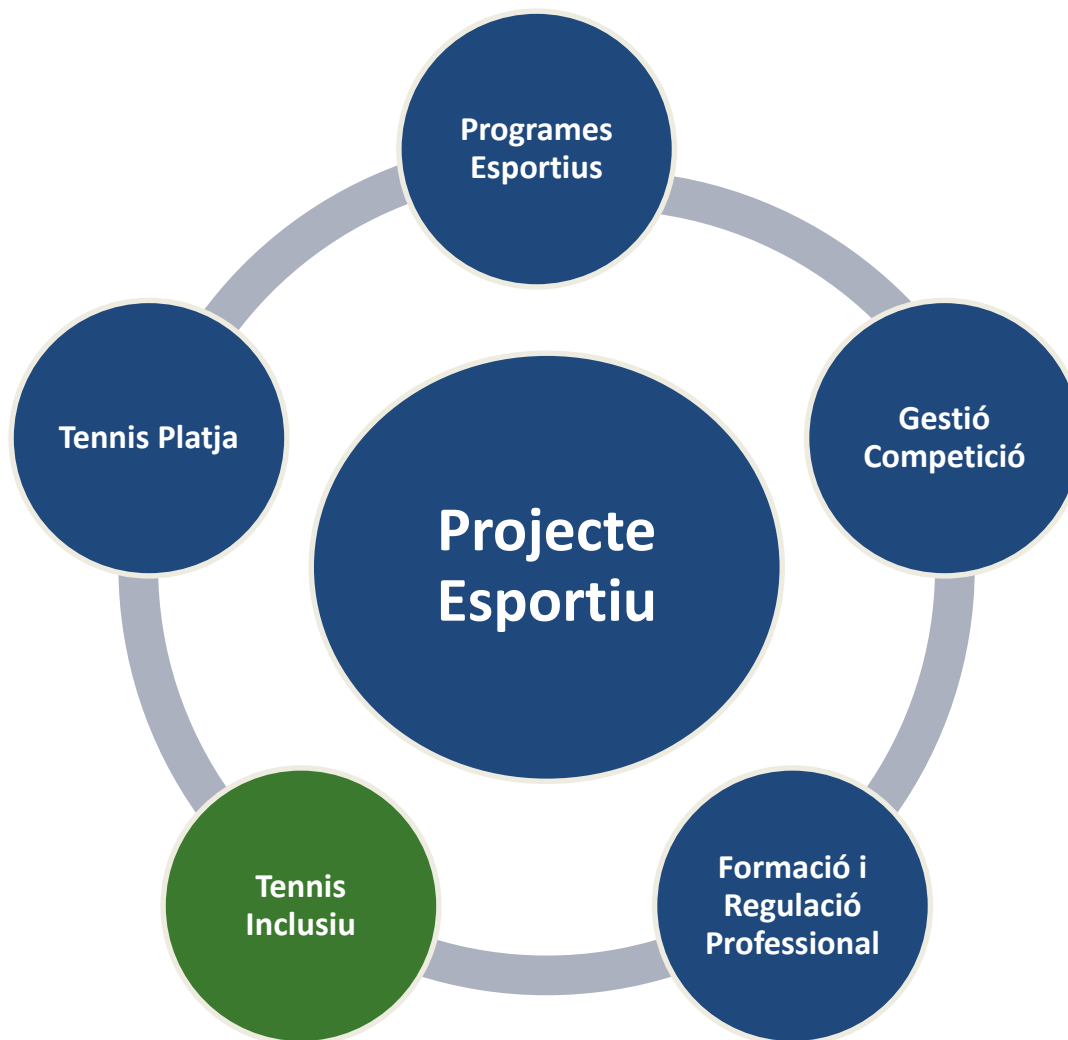 Programes
Esportius
Tennis Platja
Gestió
Competició
Projecte
Esportiu
Tennis
Inclusiu
Formació i
Regulació
Professional